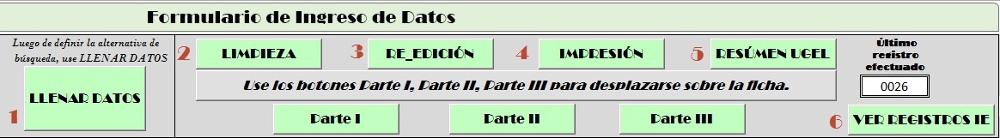 Formulario de Ingreso de Datos
Luego de definir la alternativa de
búsqueda, use LLENAR DATOS
1 LLENAR DATOS
2 LIMPIEZA
3 RE_EDICIÓN
4 IMPRESIÓN
5 RESÚMEN UGEL
Use los botones Parte I, Parte II, Parte III para desplazarse sobre la ficha.
Parte I
Parte II
Parte III
Último
registro
efectuado
0026
6 VER REGISTROS IE